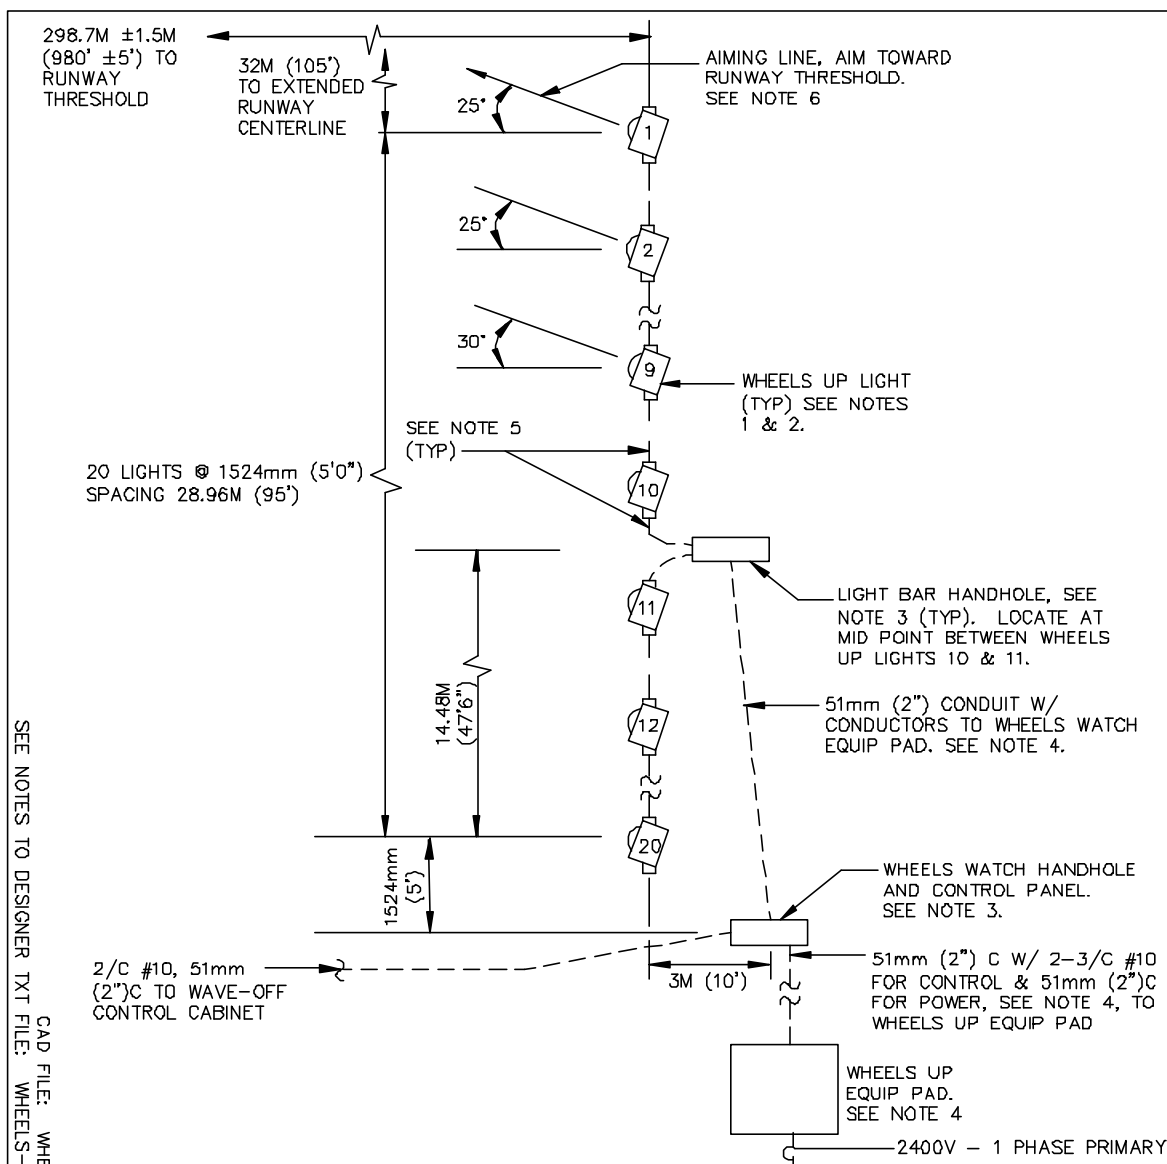 298.7M ±1.5M
(980' ±5') TO
RUNWAY
THRESHOLD
32M (105')
TO EXTENDED
RUNWAY
CENTERLINE
AIMING LINE, AIM TOWARD
RUNWAY THRESHOLD.
SEE NOTE 6
25°
1
25°
2
30°
9
WHEELS UP LIGHT
(TYP) SEE NOTES
1 & 2.
SEE NOTE 5
(TYP)
20 LIGHTS @ 1524mm (5'0")
SPACING 28.96M (95')
10
11
LIGHT BAR HANDHOLE, SEE
NOTE 3 (TYP). LOCATE AT
MID POINT BETWEEN WHEELS
UP LIGHTS 10 & 11.
14.48M
(47'6")
12
51mm (2") CONDUIT W/
CONDUCTORS TO WHEELS WATCH
EQUIP PAD. SEE NOTE 4.
20
1524mm
(5')
WHEELS WATCH HANDHOLE
AND CONTROL PANEL.
SEE NOTE 3.
2/C #10, 51mm
(2")C TO WAVE-OFF
CONTROL CABINET
3M (10')
51mm (2") C W/ 2-3/C #10
FOR CONTROL & 51mm (2")C
FOR POWER, SEE NOTE 4, TO
WHEELS UP EQUIP PAD
WHEELS UP
EQUIP PAD.
SEE NOTE 4
2400V - 1 PHASE PRIMARY
CAD FILE: WHE
SEE NOTES TO DESIGNER TXT FILE: WHEELS-